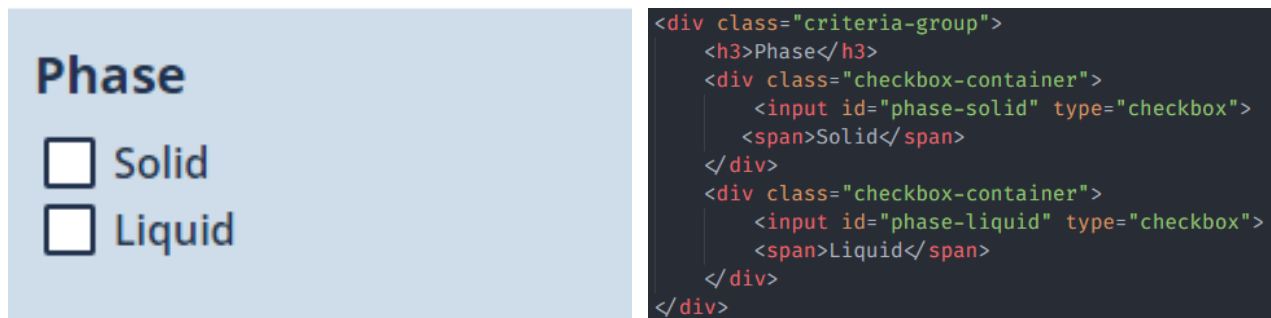 Phase
Solid
Liquid
<div class="criteria-group">
<h3>Phase</h3>
<div class="checkbox-container">
<input id="phase-solid" type="checkbox">
<span>Solid</span>
</div>
<div class="checkbox-container">
<input id="phase-liquid" type="checkbox">
<span>Liquid</span>
</div>
</div>